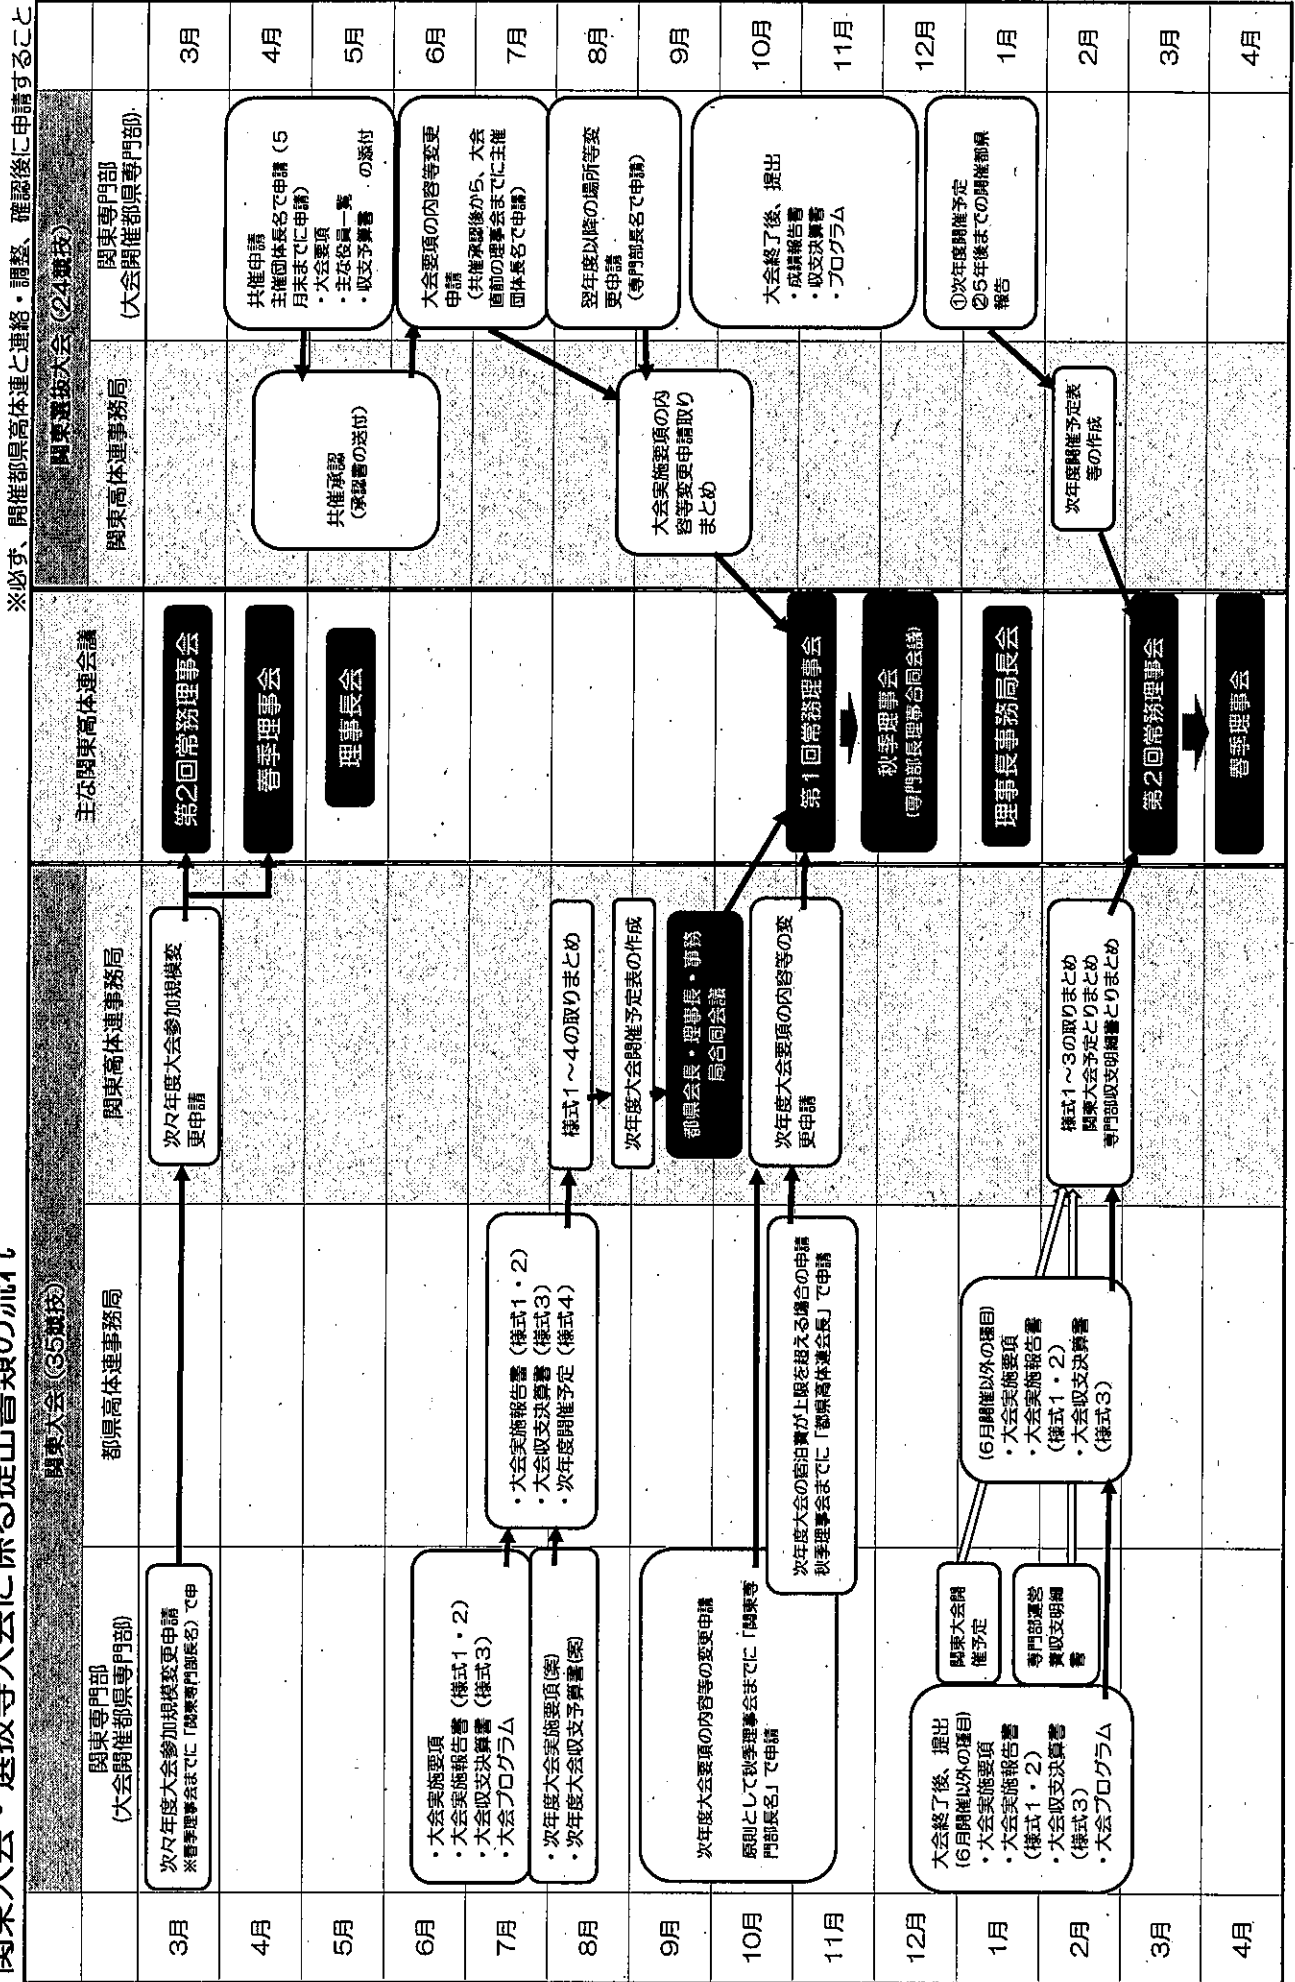 関東大会・選抜等大会に係る提出書類の流れ
※必ず、開催都県高体連と連絡・調整、確認後に申請すること
関東大会(35競技)
主な関東高体連会議
関東選抜大会(24競技)
関東専門部
(大会開催都県専門部)
都県高体連事務局
関東高体連事務局
関東高体連事務局
関東専門部
(大会開催都県専門部)
3月
次々年度大会参加規模変更申請
※春季理事会までに「関東専門部長名」で申
次々年度大会参加規模変
更申請
第2回常務理事会
3月
4月
春季理事会
4月
共催申請
主催団体長名で申請(5
月末までに申請)
・大会要項
・主な役員一覧
・収支予算書
の添付
共催承認
(承認書の送付)
5月
理事長会
5月
6月
・大会実施要項
・大会実施報告書(様式1・2)
・大会収支決算書(様式3)
・大会プログラム
6月
大会要項の内容等変更
申請
(共催承認後から、大会
直前の理事会までに主催
団体長名で申請)
7月
・大会実施報告書(様式1・2)
・大会収支決算書(様式3)
・次年度開催予定(様式4)
7月
8月
・次年度大会実施要項(案)
・次年度大会収支予算書(案)
様式1~4の取りまとめ
8月
翌年度以降の場所等変
更申請
(専門部長名で申請)
次年度大会開催予定表の作成
9月
次年度大会要項の内容等の変更申請
原則として秋季理事会までに「関東専
門部長名」で申請
都県会長・理事長・事務
局合同会議
大会実施要項の内
容等変更申請取り
まとめ
9月
10月
次年度大会の宿泊費が上限を超える場合の申請
秋季理事会までに「都県高体連会長」で申請
次年度大会要項の内容等の変
更申請
10月
大会終了後、提出
・成績報告書
・収支決算書
・プログラム
11月
第1回常務理事会
11月
秋季理事会
(専門部長理事合同会議)
12月
12月
1月
大会終了後、提出
(6月開催以外の種目)
・大会実施要項
・大会実施報告書
(様式1・2)
・大会収支決算書
(様式3)
・大会プログラム
関東大会開
催予定
専門部運営
費収支明細
書
(6月開催以外の種目)
・大会実施要項
・大会実施報告書
(様式1・2)
・大会収支決算書
(様式3)
理事長事務局長会
1月
①次年度開催予定
②5年後までの開催都県
報告
2月
様式1~3の取りまとめ
関東大会予定とりまとめ
専門部収支明細書とりまとめ
次年度開催予定表
等の作成
2月
3月
第2回常務理事会
3月
4月
春季理事会
4月